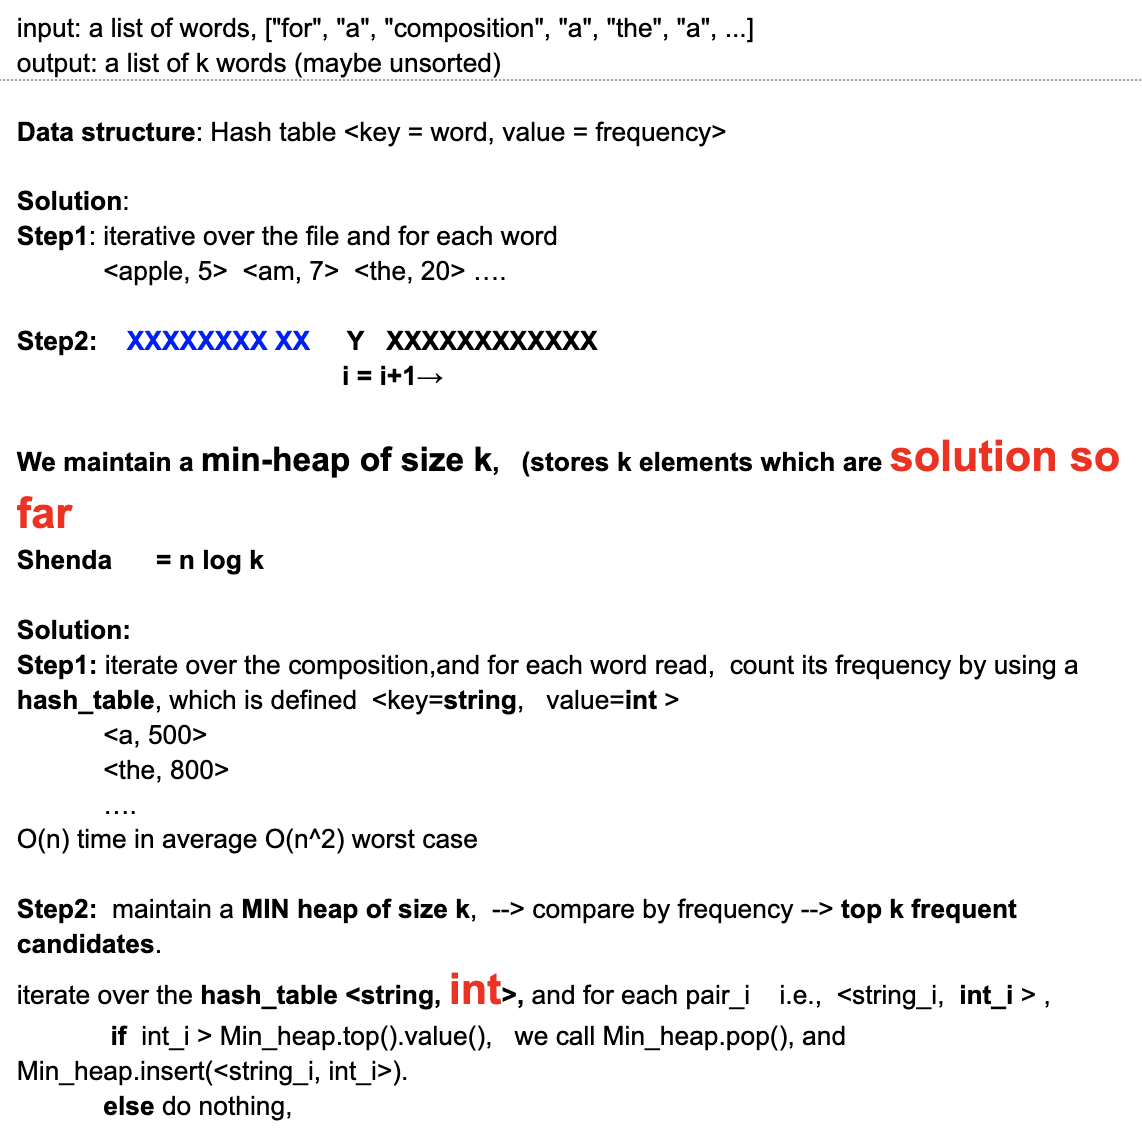 input: a list of words, ["for", "a", "composition", "a", "the", "a", ...]
output: a list of k words (maybe unsorted)
Data structure: Hash table <key = word, value = frequency>
Solution:
Step1: iterative over the file and for each word
<apple, 5> <am, 7> <the, 20> ….
Step2: XXXXXXXX XX Y XXXXXXXXXXXX
i = i+1→
We maintain a min-heap of size k, (stores k elements which are solution so
far
Shenda = n log k
Solution:
Step1: iterate over the composition,and for each word read, count its frequency by using a
hash_table, which is defined <key=string, value=int >
<a, 500>
<the, 800>
….
O(n) time in average O(n^2) worst case
Step2: maintain a MIN heap of size k, --> compare by frequency --> top k frequent
candidates.
iterate over the hash_table <string, int>, and for each pair_i i.e., <string_i, int_i > ,
if int_i > Min_heap.top().value(), we call Min_heap.pop(), and
Min_heap.insert(<string_i, int_i>).
else do nothing,